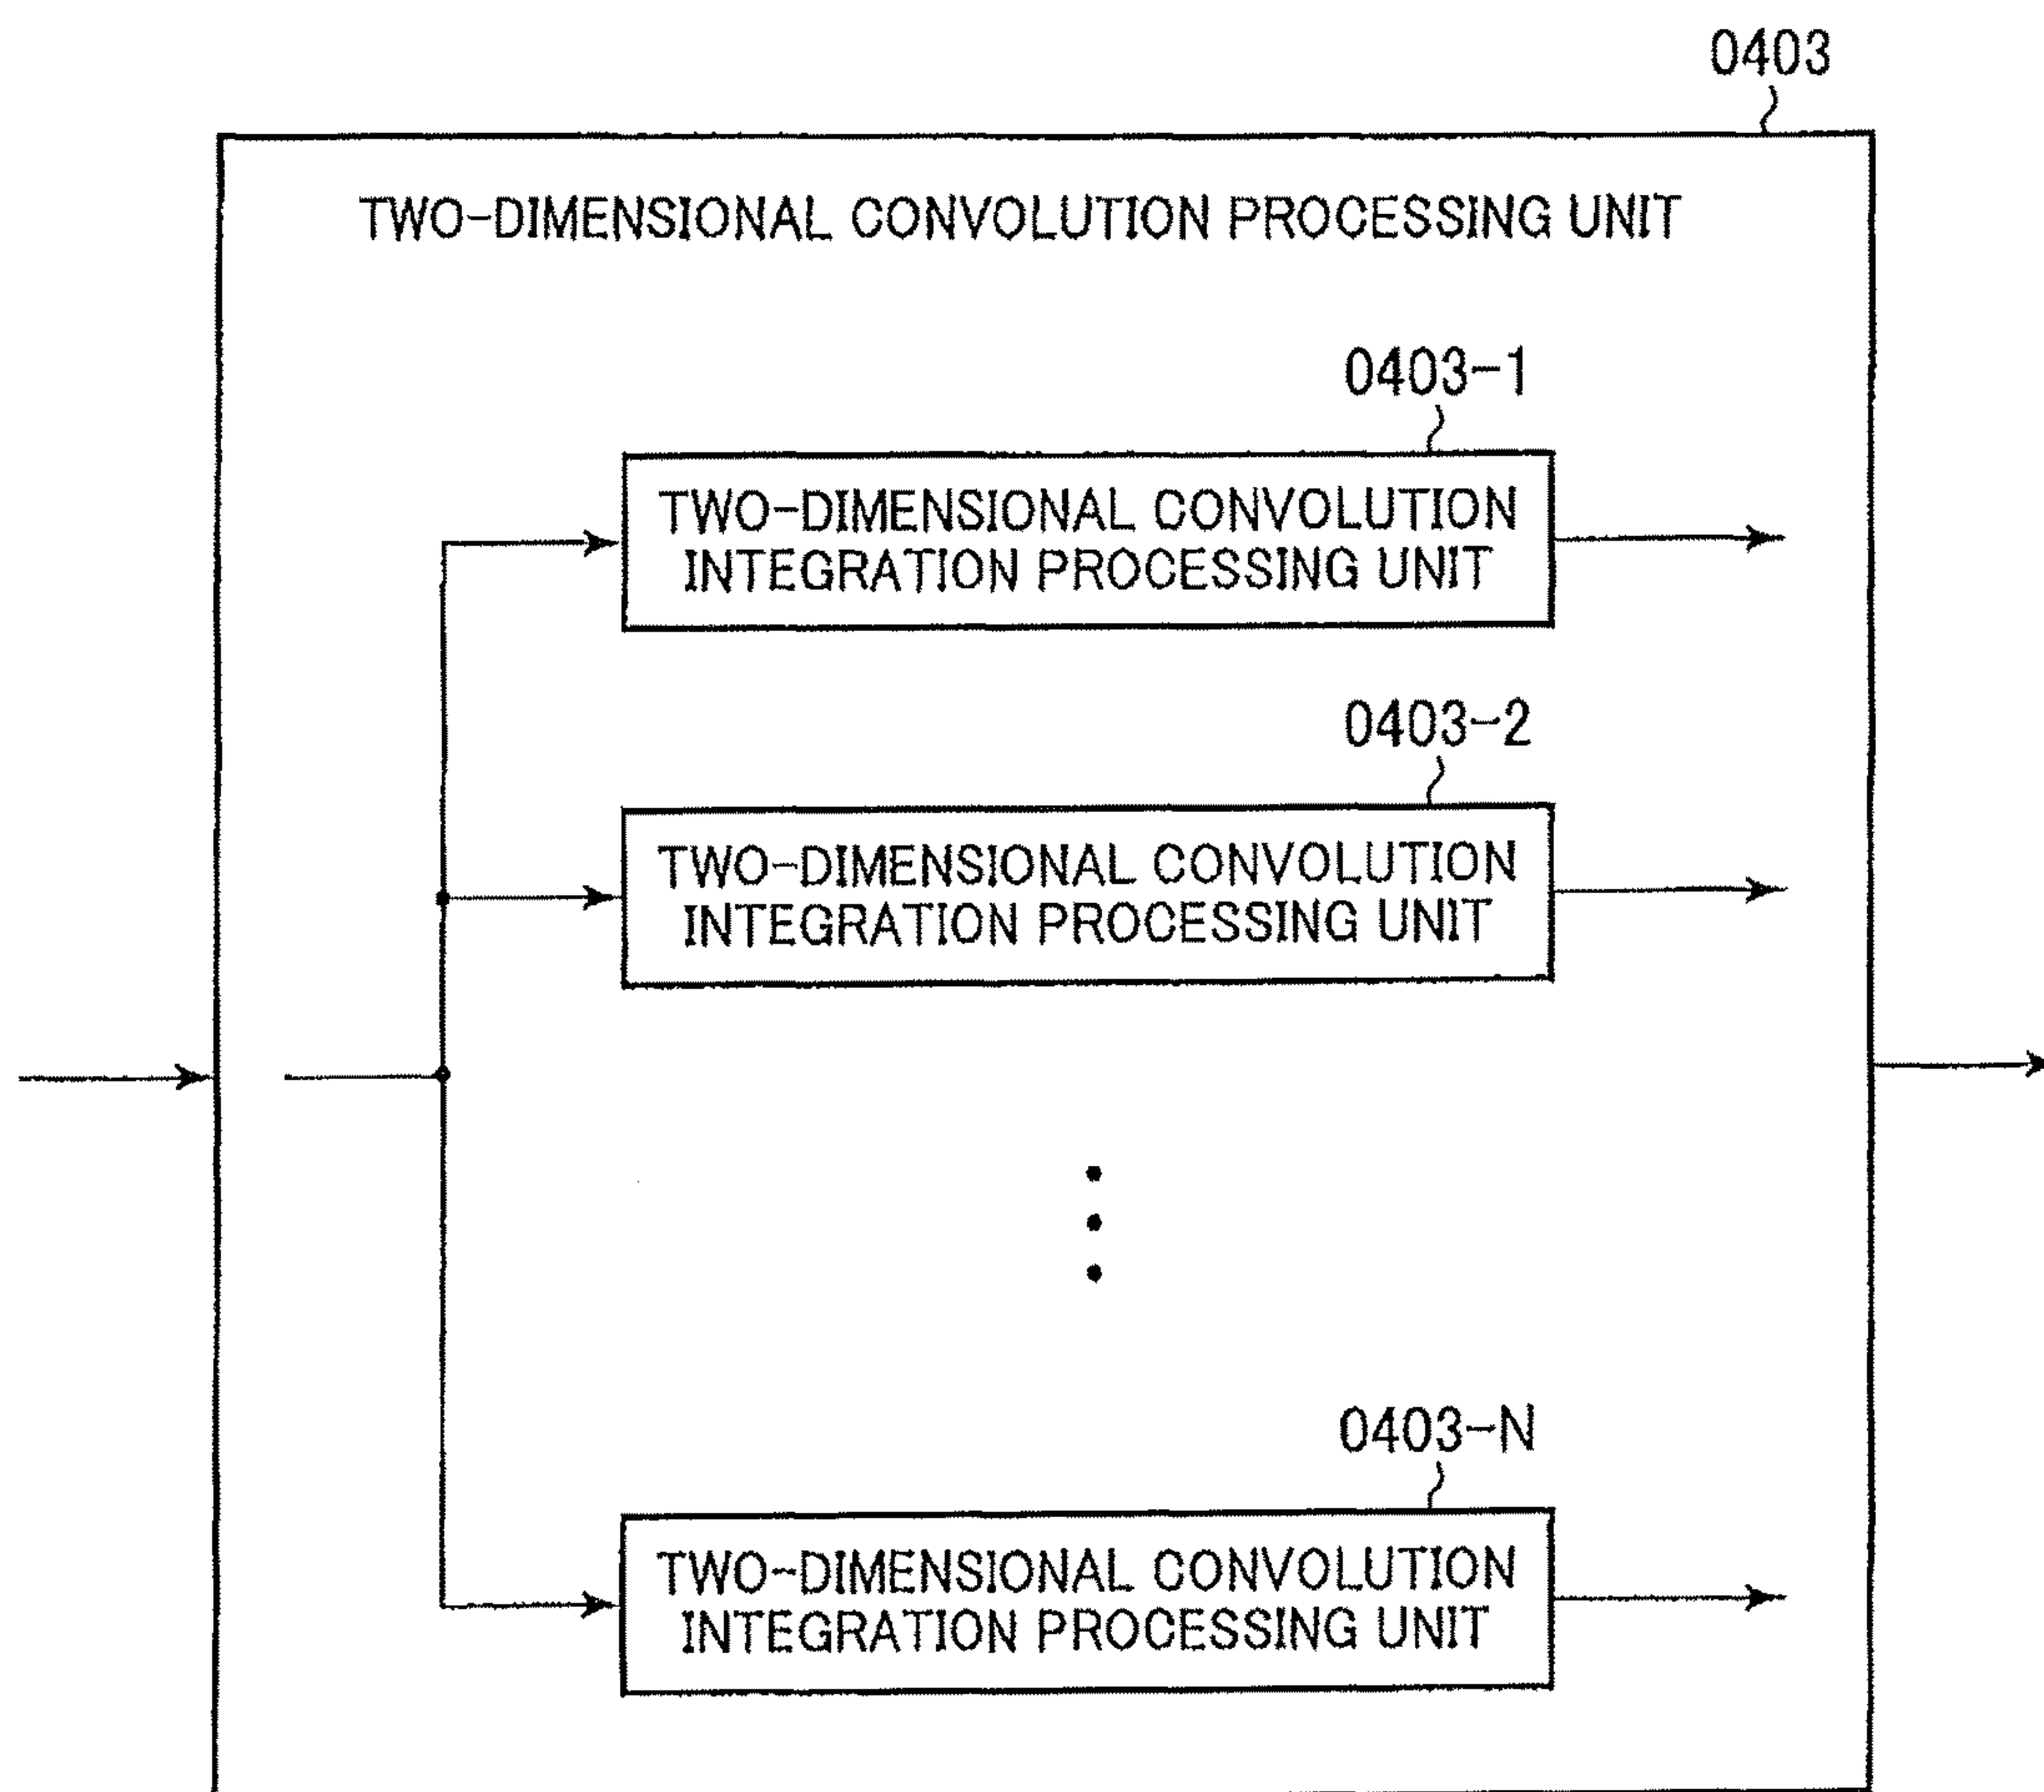 0403
TWO-DIMENSIONAL CONVOLUTION PROCESSING UNIT
0403-1
TWO-DIMENSIONAL CONVOLUTION
INTEGRATION PROCESSING UNIT
0403-2
TWO-DIMENSIONAL CONVOLUTION
INTEGRATION PROCESSING UNIT
0403-N
TWO-DIMENSIONAL CONVOLUTION
INTEGRATION PROCESSING UNIT